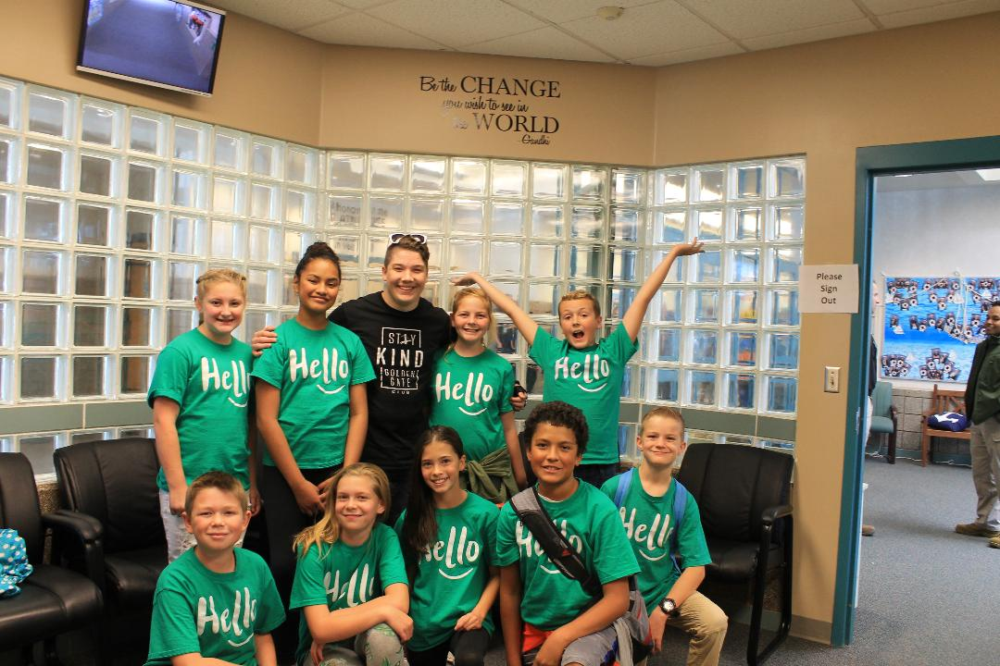 Be the CHANGE
you wish to see in
the WORLD
-Gandhi
Please
Sign
Out
STAY
KIND
GOLDEN
GATE
CLUB
Hello
Hello
Hello
Hello
Hello
Hello
Hello
Hello
Hello